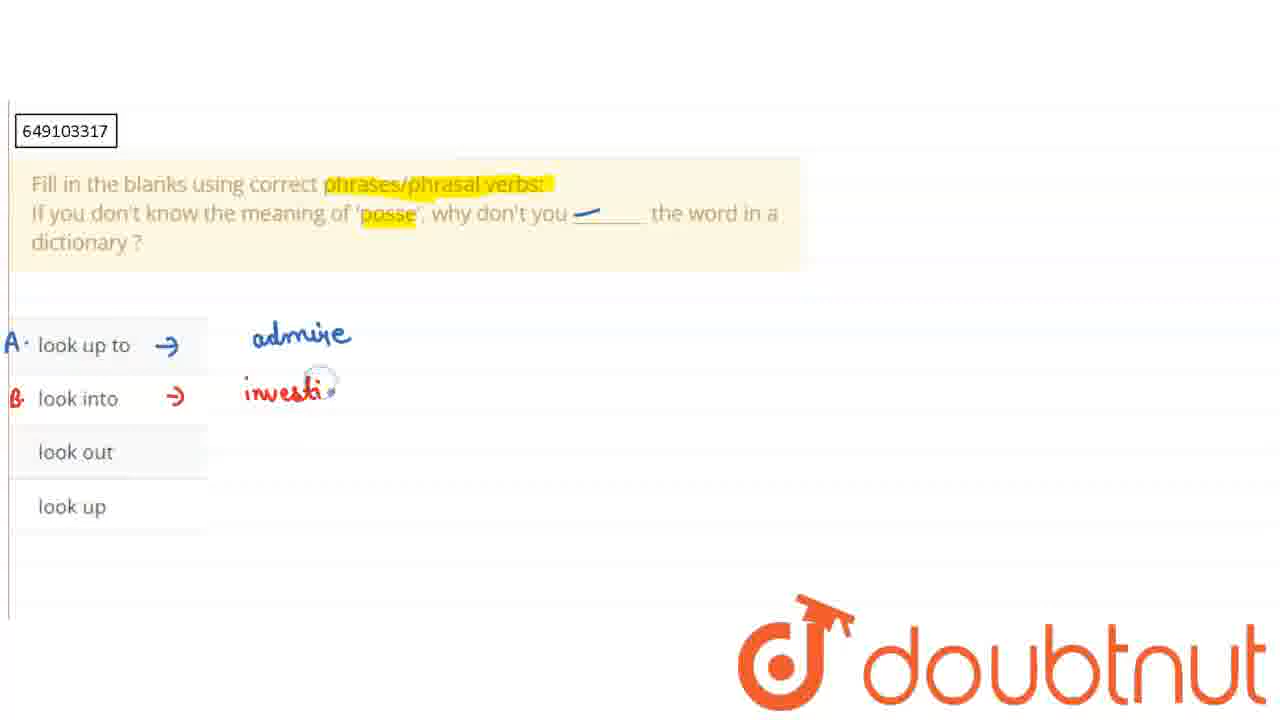 649103317
Fill in the blanks using correct phrases/phrasal verbs:
If you don't know the meaning of 'posse', why don't you ______ the word in a
dictionary ?
A. look up to → admire
B. look into → investi
look out
look up
doubtnut